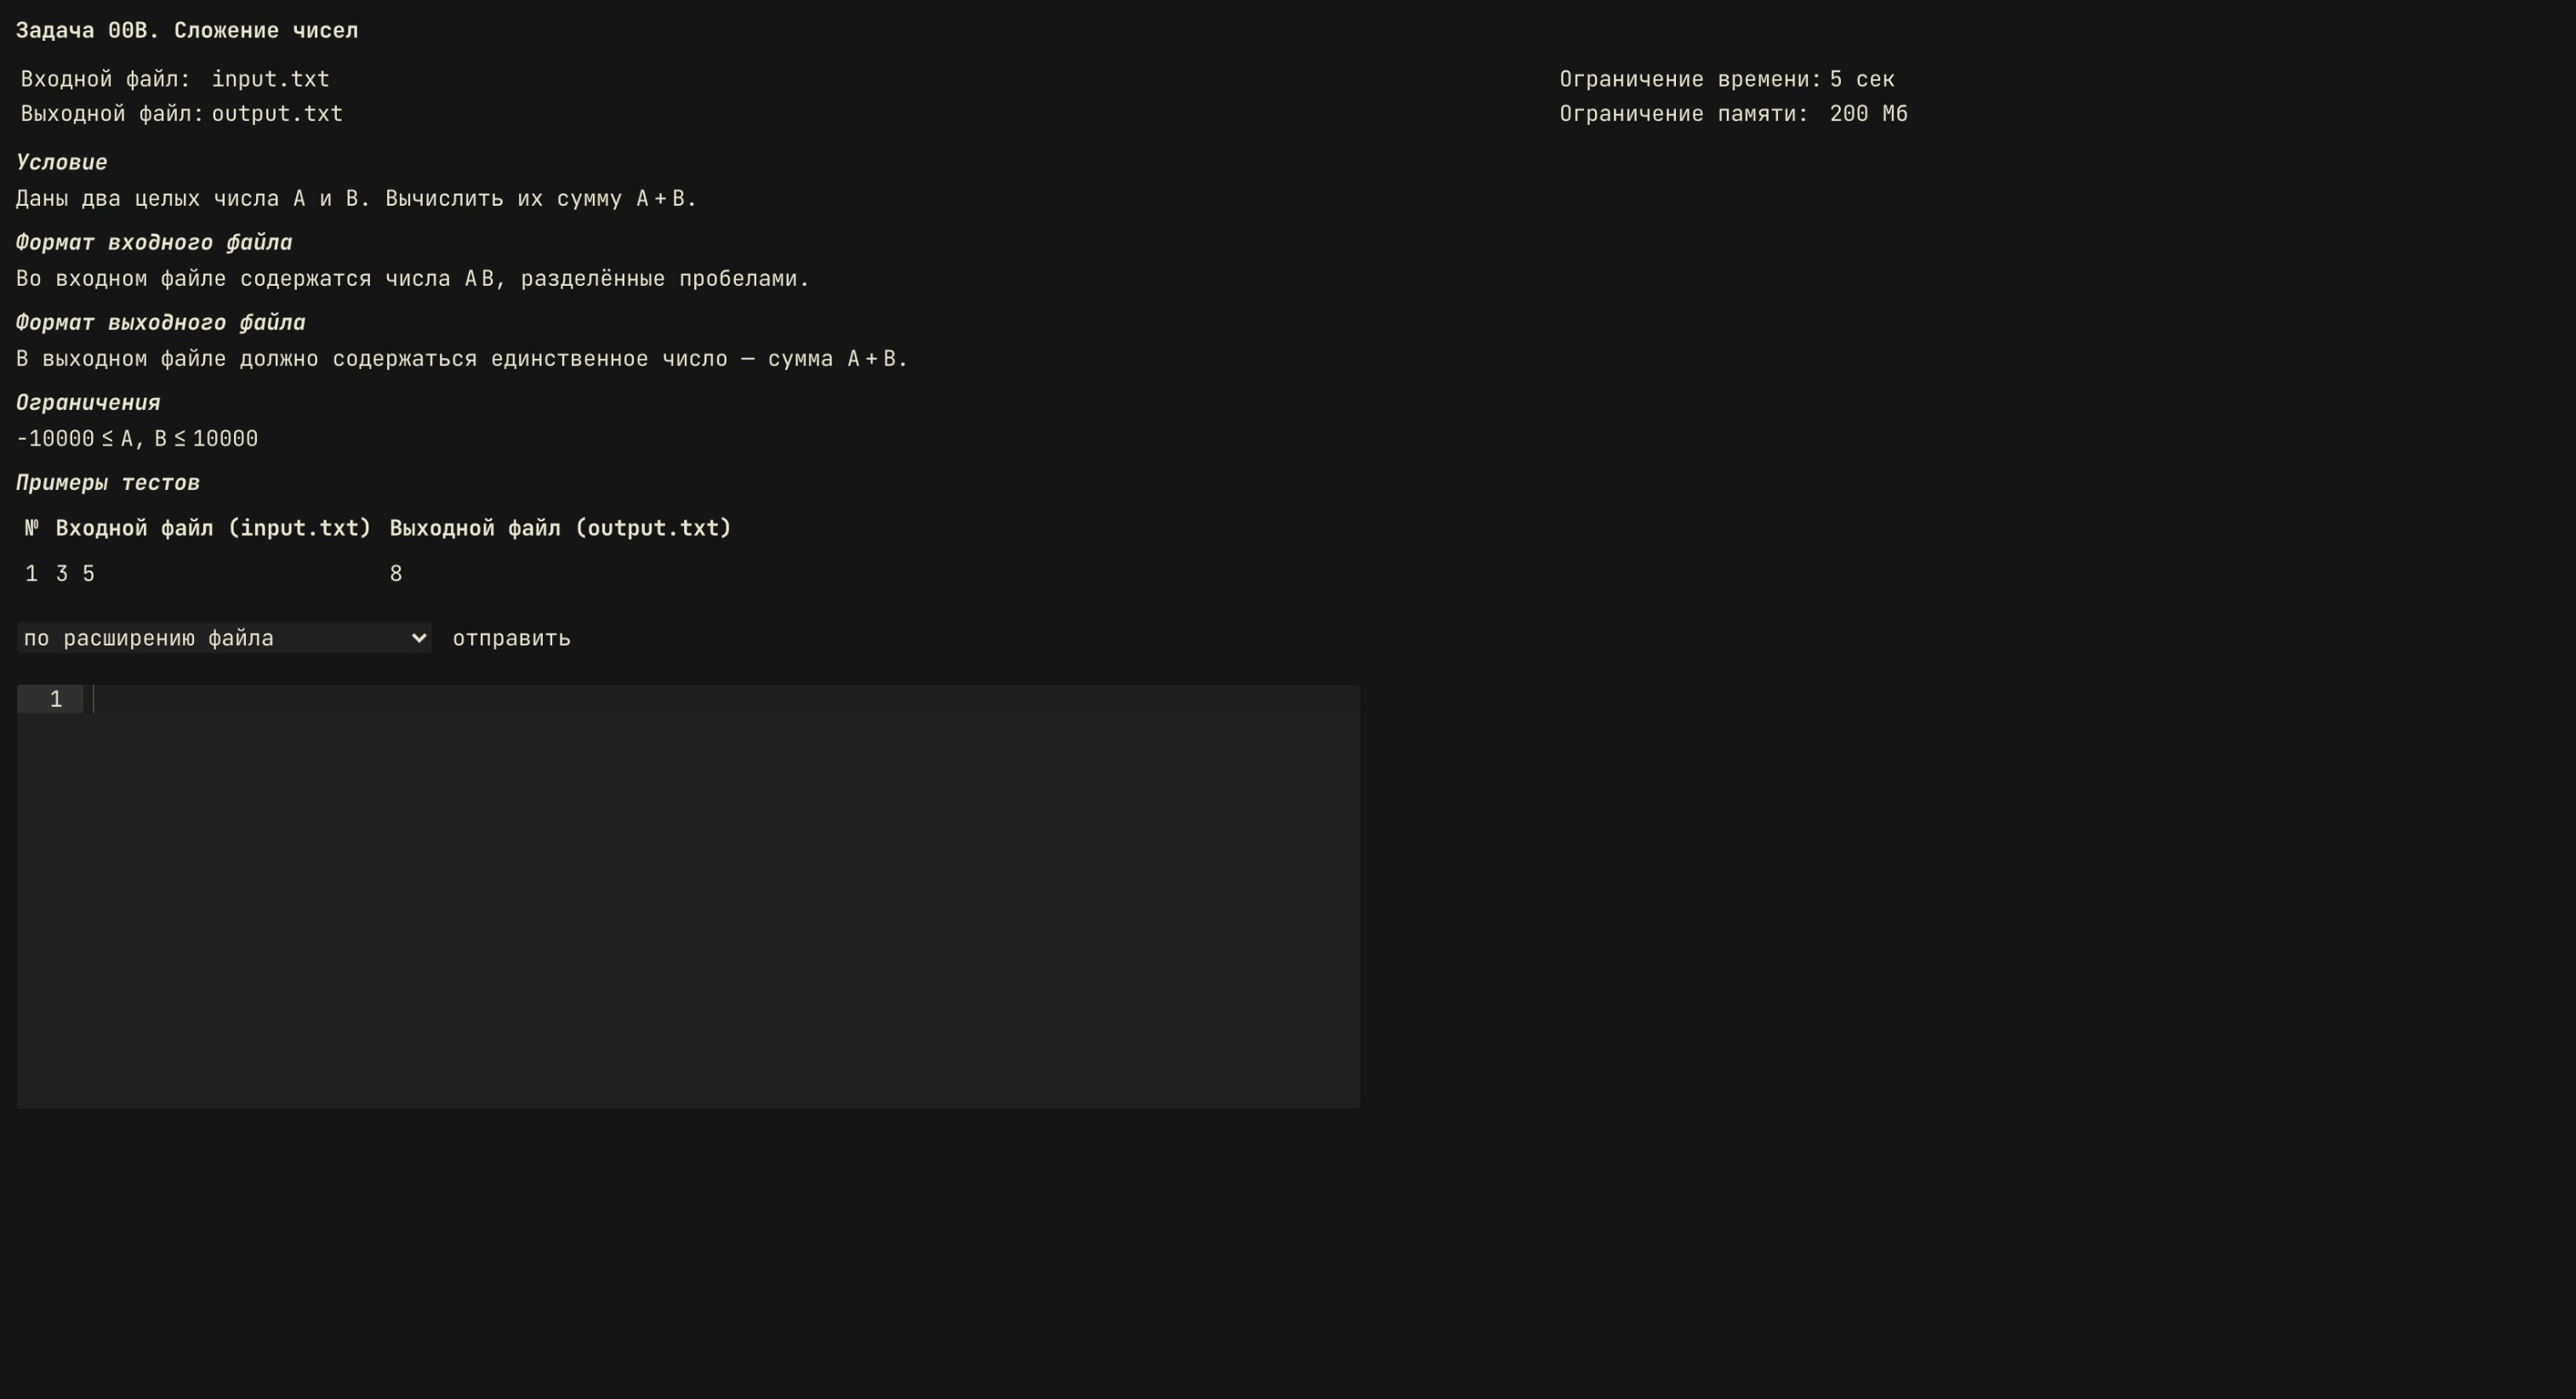 Задача 00B. Сложение чисел
Входной файл: input.txt Ограничение времени: 5 сек
Выходной файл: output.txt Ограничение памяти: 200 Мб
Условие
Даны два целых числа A и B. Вычислить их сумму A + B.
Формат входного файла
Во входном файле содержатся числа A B, разделённые пробелами.
Формат выходного файла
В выходном файле должно содержаться единственное число — сумма A + B.
Ограничения
-10000 ≤ A, B ≤ 10000
Примеры тестов
№ Входной файл (input.txt) Выходной файл (output.txt)
1 3 5 8
по расширению файла отправить
1